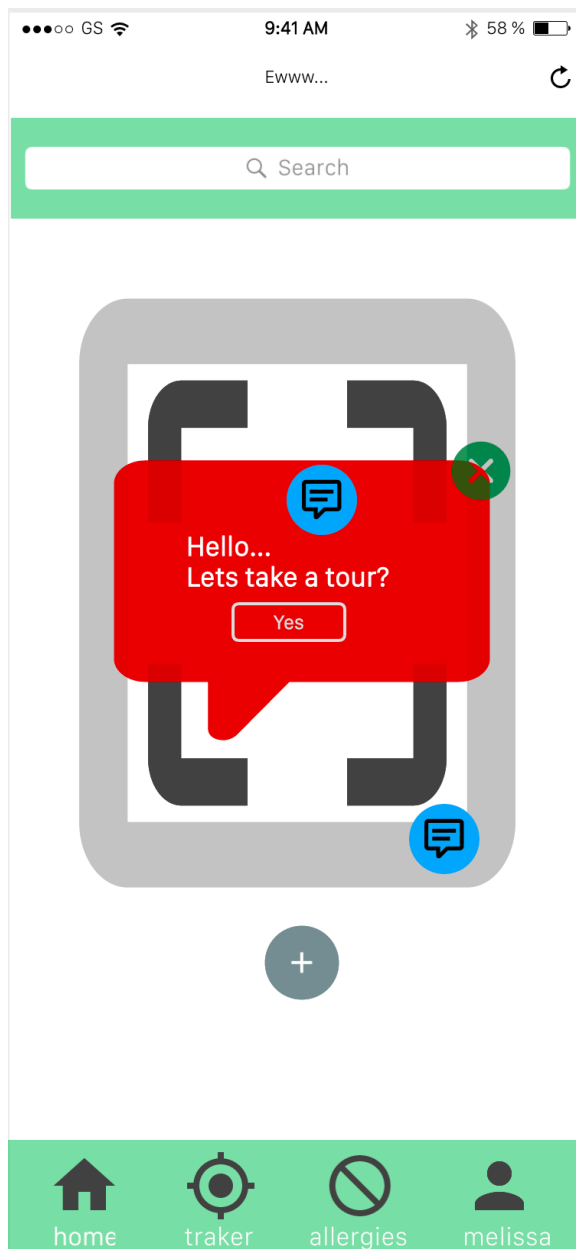 GS 9:41 AM 58 %
Ewww...
Search
Hello...
Lets take a tour?
Yes
home traker allergies melissa